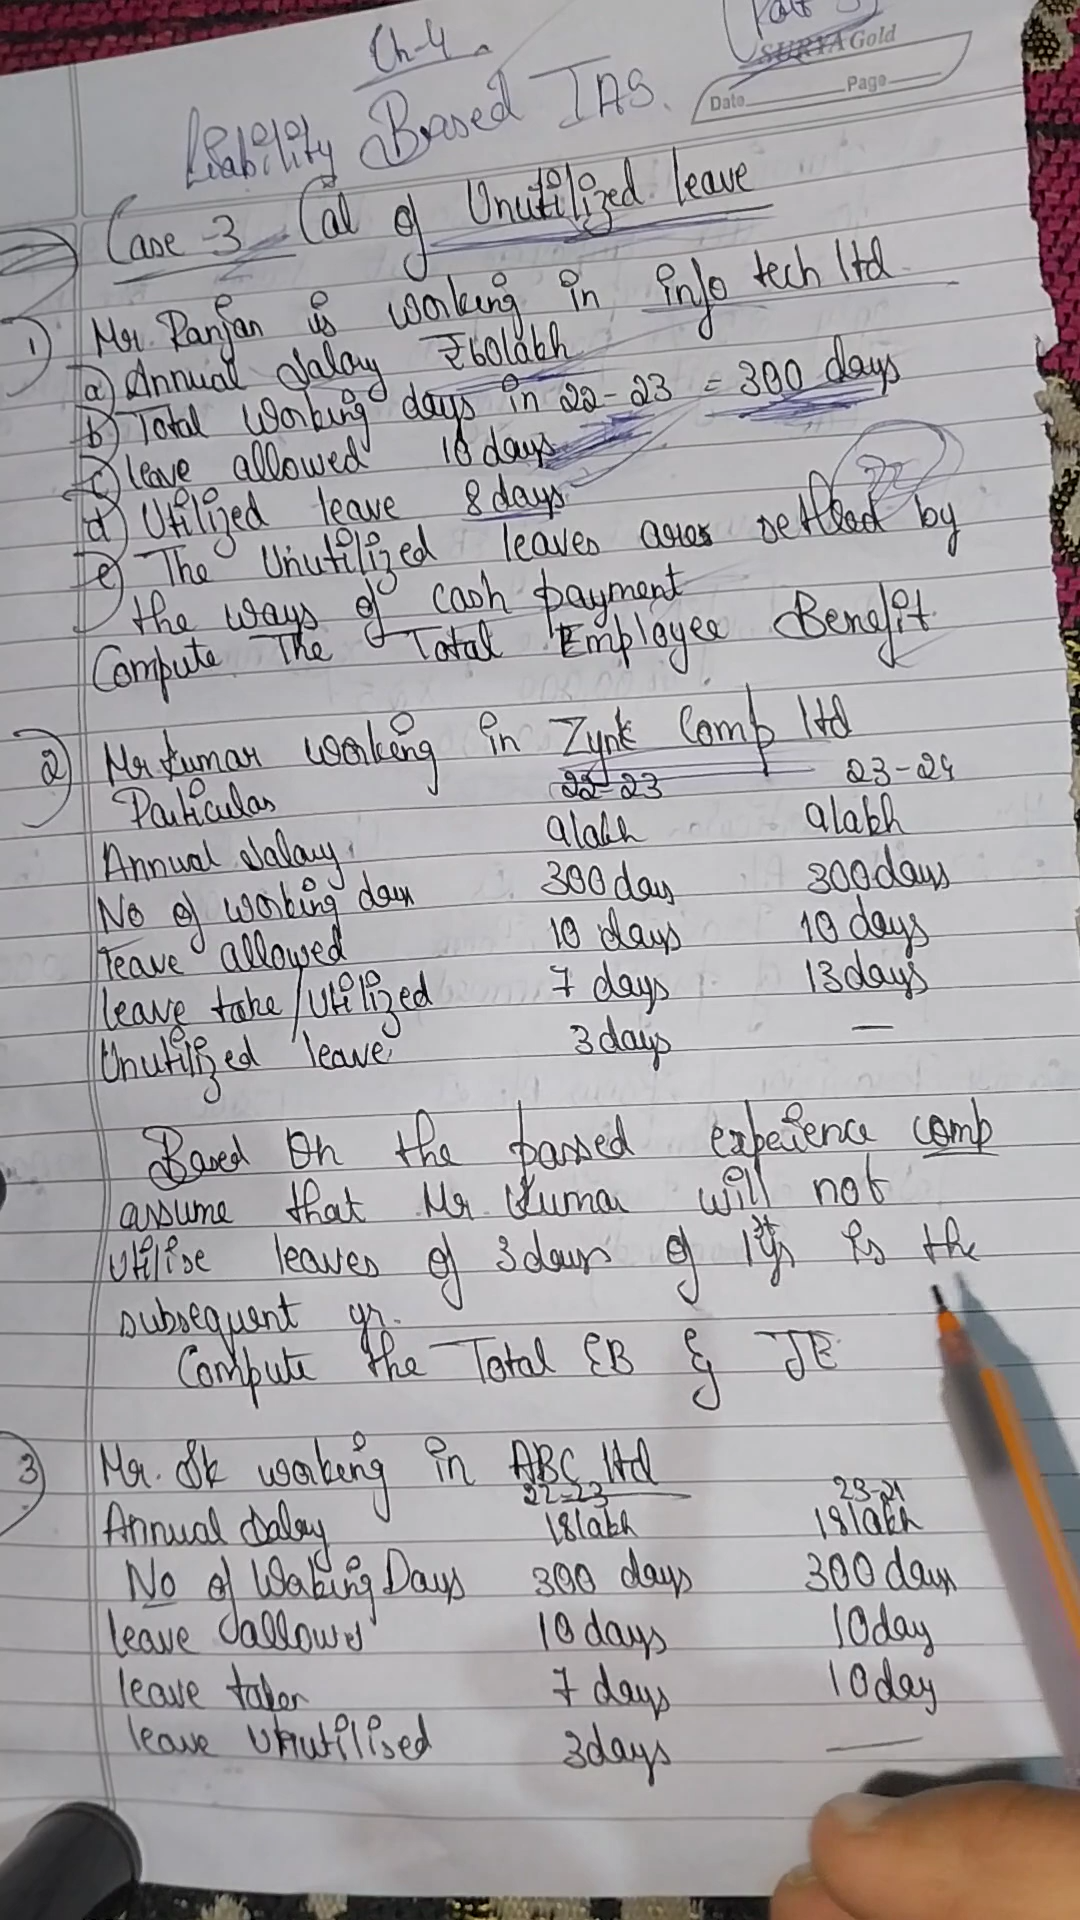 Ch-4
SURYA Gold
Date Page
Liability Based IAS.
Case -3 Cal of Unutilized leave
1) Mr. Ranjan is working in info tech ltd
a) Annual Salary ₹60lakh
b) Total working days in 22-23 = 300 days
c) leave allowed 10 days
d) Utilized leave 8 days
e) The Unutilized leaves are settled by
the ways of cash payment
Compute The Total Employee Benefit
2) Mr. Kumar working in Zynk Comp ltd
Particulas 22-23 23-24
Annual Salary 9lakh 9lakh
No of working days 300 day 300 days
leave allowed 10 days 10 days
leave take/Utilized 7 days 13 days
Unutilized leave 3 days —
Based On the passed expeience comp
assume that Mr. Kumar will not
utilise leaves of 3 days of 1st yr is the
subsequent yr.
Compute the Total EB & JE
3) Mr. Sk working in ABC ltd
22-23 23-24
Annual Salay 18lakh 18lakh
No of Woking Days 300 days 300 days
leave allowed 10 days 10 day
leave taken 7 days 10 day
leave Unutilised 3 days —